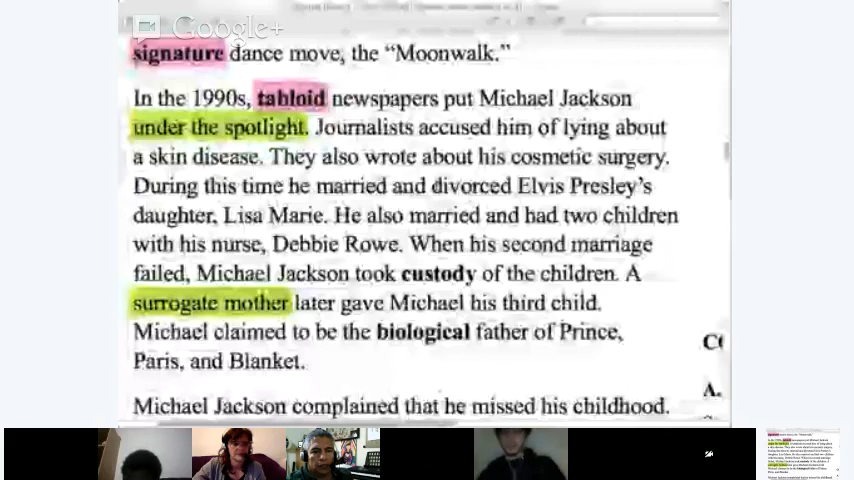 Google+
signature dance move, the “Moonwalk.”
In the 1990s, tabloid newspapers put Michael Jackson
under the spotlight. Journalists accused him of lying about
a skin disease. They also wrote about his cosmetic surgery.
During this time he married and divorced Elvis Presley’s
daughter, Lisa Marie. He also married and had two children
with his nurse, Debbie Rowe. When his second marriage
failed, Michael Jackson took custody of the children. A
surrogate mother later gave Michael his third child.
Michael claimed to be the biological father of Prince,
Paris, and Blanket.
Michael Jackson complained that he missed his childhood.
A.